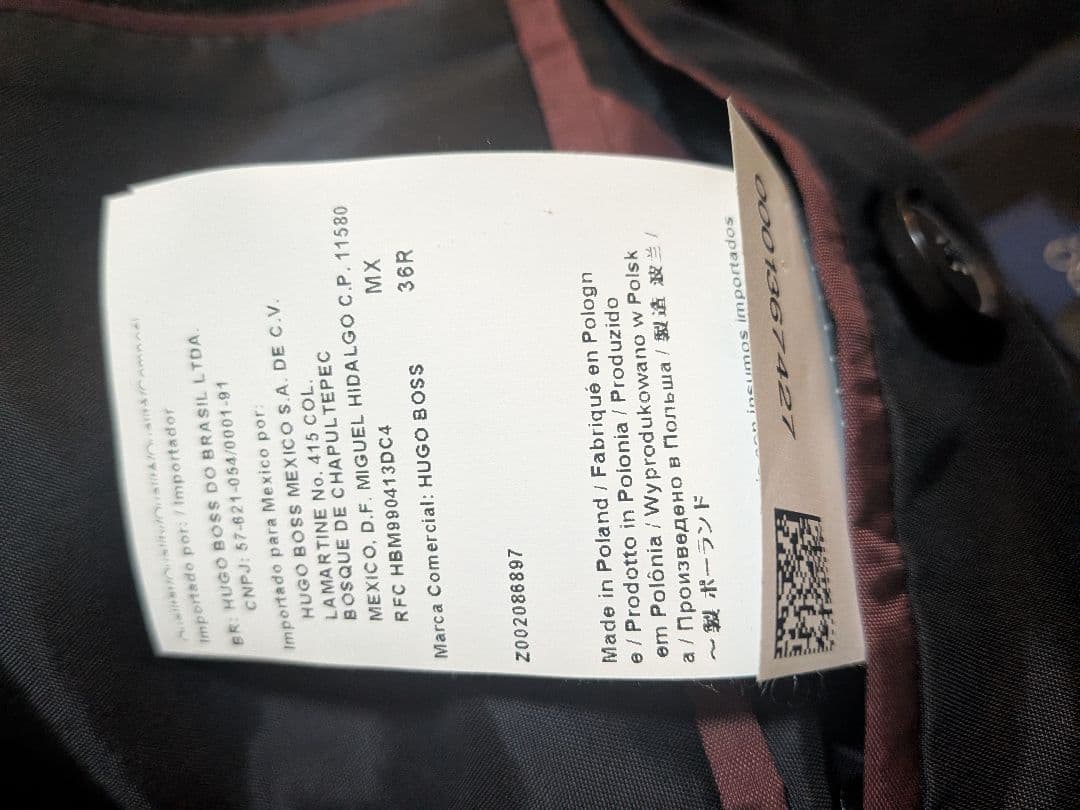 Importado por: / Importador
BR: HUGO BOSS DO BRASIL LTDA.
CNPJ: 57-621-054/0001-91
Importado para Mexico por:
HUGO BOSS MEXICO S.A. DE C.V.
LAMARTINE No. 415 COL.
BOSQUE DE CHAPULTEPEC
MEXICO, D.F. MIGUEL HIDALGO C.P. 11580
RFC HBM990413DC4 MX
Marca Comercial: HUGO BOSS 36R
Z002086897
Made in Poland / Fabriqué en Pologn
e / Prodotto in Polonia / Produzido
em Polônia / Wyprodukowano w Polsk
a / Произведено в Польша / 製造 波兰 /
～製 ポーランド
insumos importados
0001367427